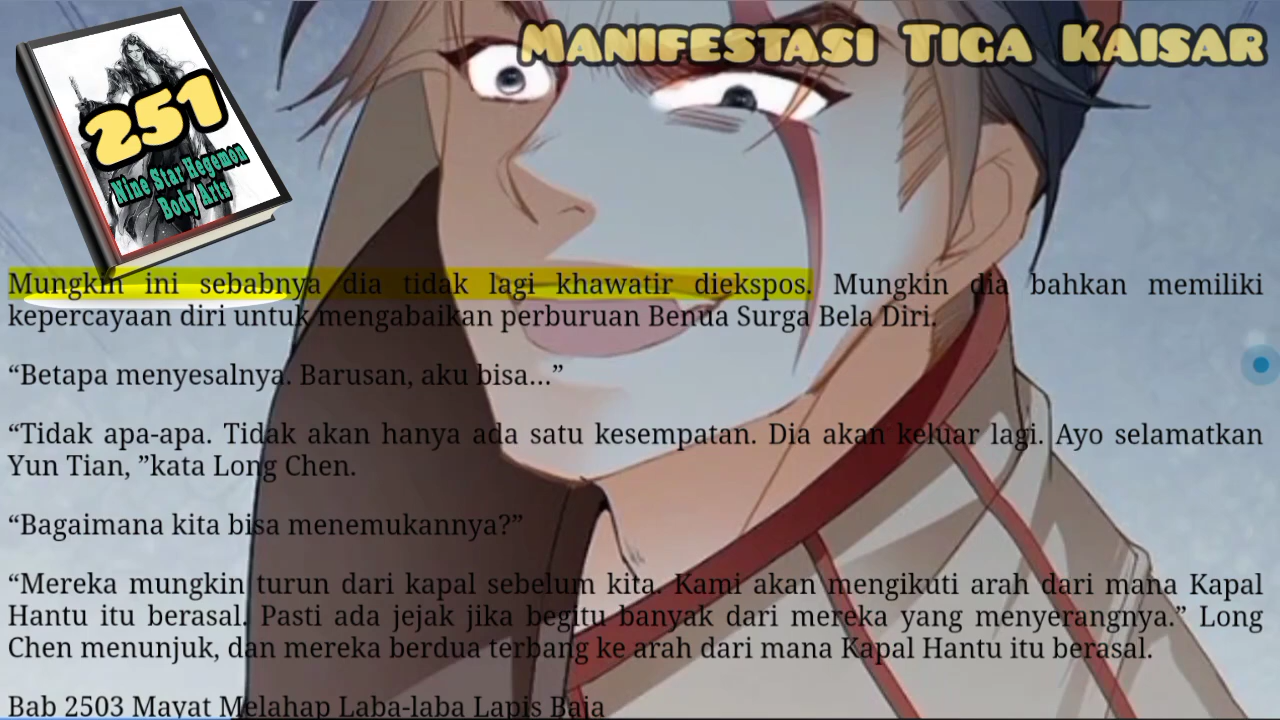 Manifestasi Tiga Kaisar
251
Nine Star Hegemon
Body Arts
Mungkin ini sebabnya dia tidak lagi khawatir diekspos. Mungkin dia bahkan memiliki
kepercayaan diri untuk mengabaikan perburuan Benua Surga Bela Diri.
“Betapa menyesalnya. Barusan, aku bisa...”
“Tidak apa-apa. Tidak akan hanya ada satu kesempatan. Dia akan keluar lagi. Ayo selamatkan
Yun Tian, ”kata Long Chen.
“Bagaimana kita bisa menemukannya?”
“Mereka mungkin turun dari kapal sebelum kita. Kami akan mengikuti arah dari mana Kapal
Hantu itu berasal. Pasti ada jejak jika begitu banyak dari mereka yang menyerangnya.” Long
Chen menunjuk, dan mereka berdua terbang ke arah dari mana Kapal Hantu itu berasal.
Bab 2503 Mayat Melahap Laba-laba Lapis Baja